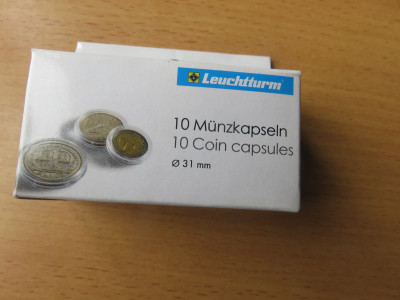 Leuchtturm
10 Münzkapseln
10 Coin capsules
Ø 31 mm